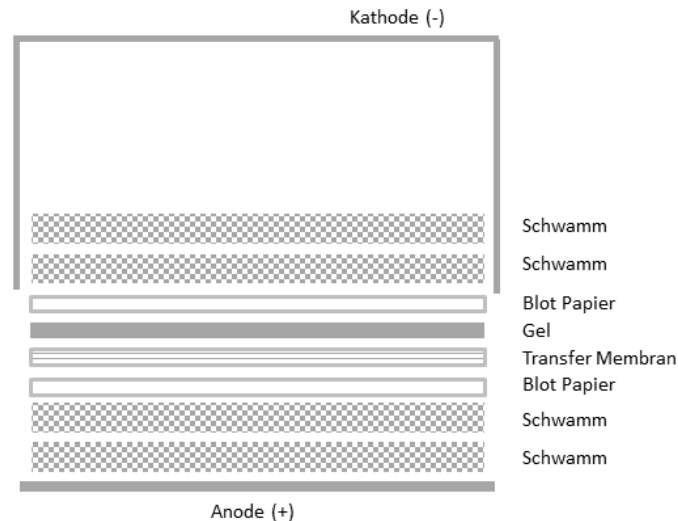 Kathode (-)
Schwamm
Schwamm
Blot Papier
Gel
Transfer Membran
Blot Papier
Schwamm
Schwamm
Anode (+)